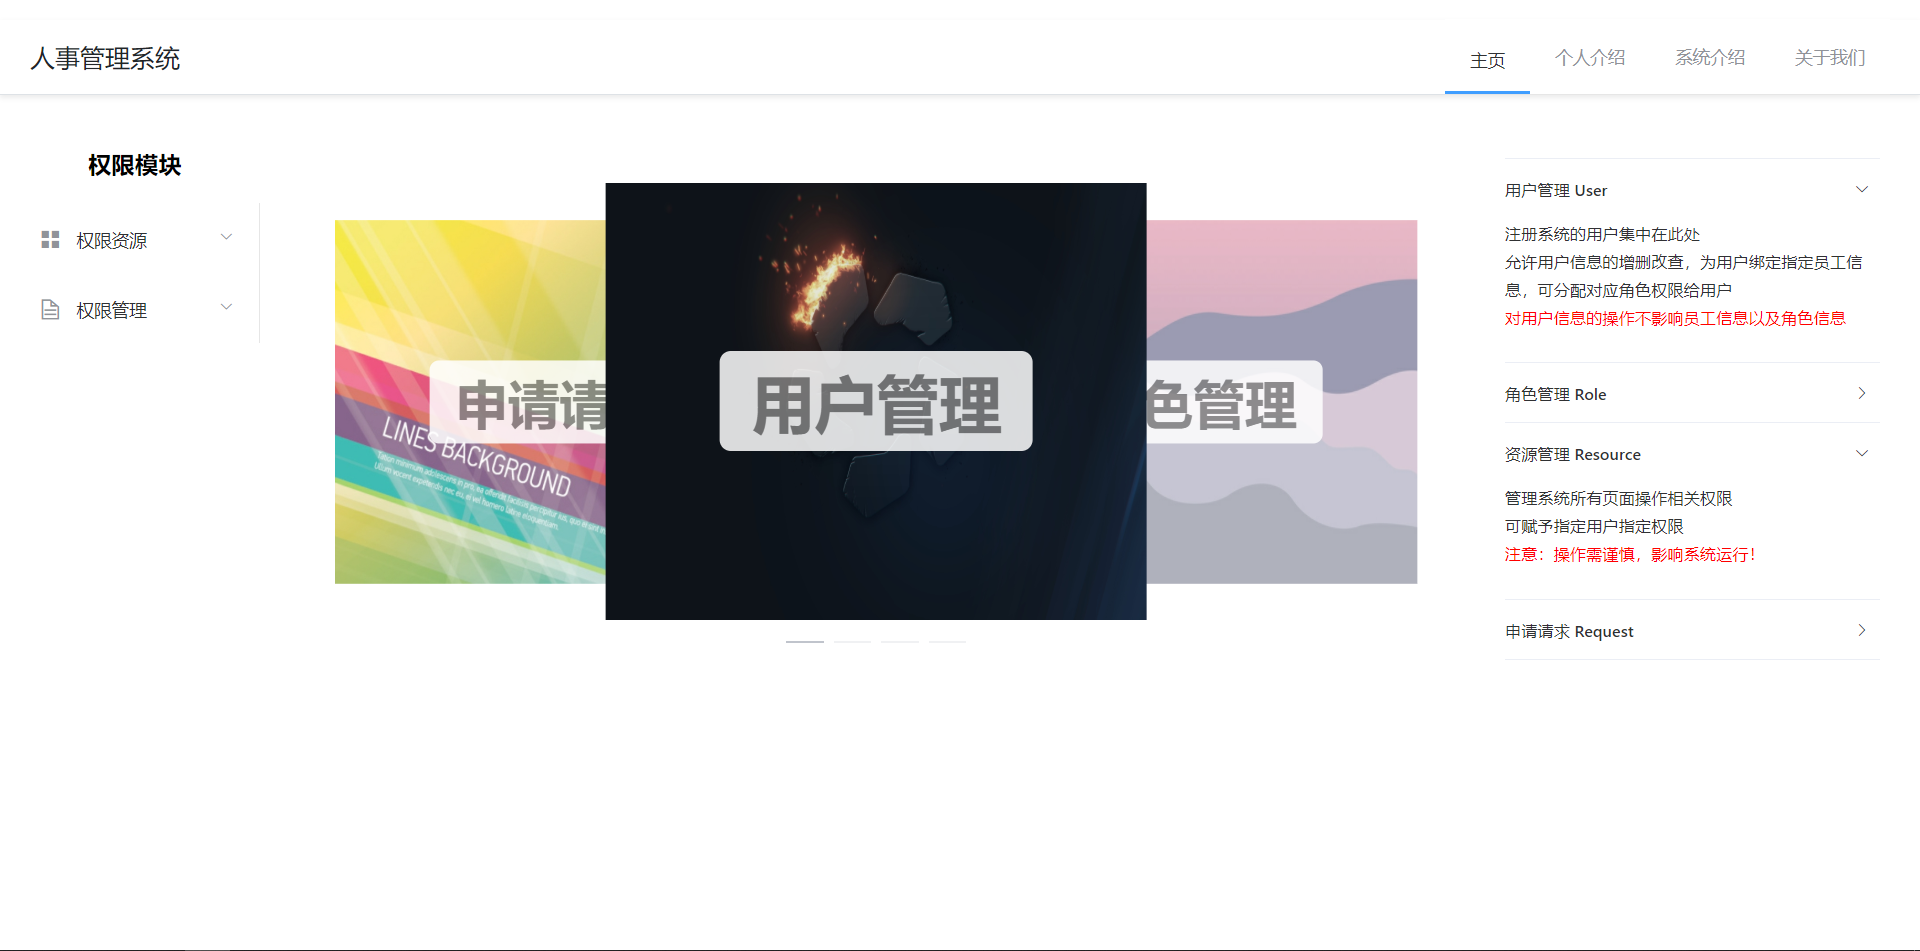 人事管理系统
主页
个人介绍
系统介绍
关于我们
权限模块
权限资源
权限管理
申请请
LINES BACKGROUND
用户管理
色管理
用户管理 User
注册系统的用户集中在此处
允许用户信息的增删改查，为用户绑定指定员工信
息，可分配对应角色权限给用户
对用户信息的操作不影响员工信息以及角色信息
角色管理 Role
资源管理 Resource
管理系统所有页面操作相关权限
可赋予指定用户指定权限
注意：操作需谨慎，影响系统运行！
申请请求 Request